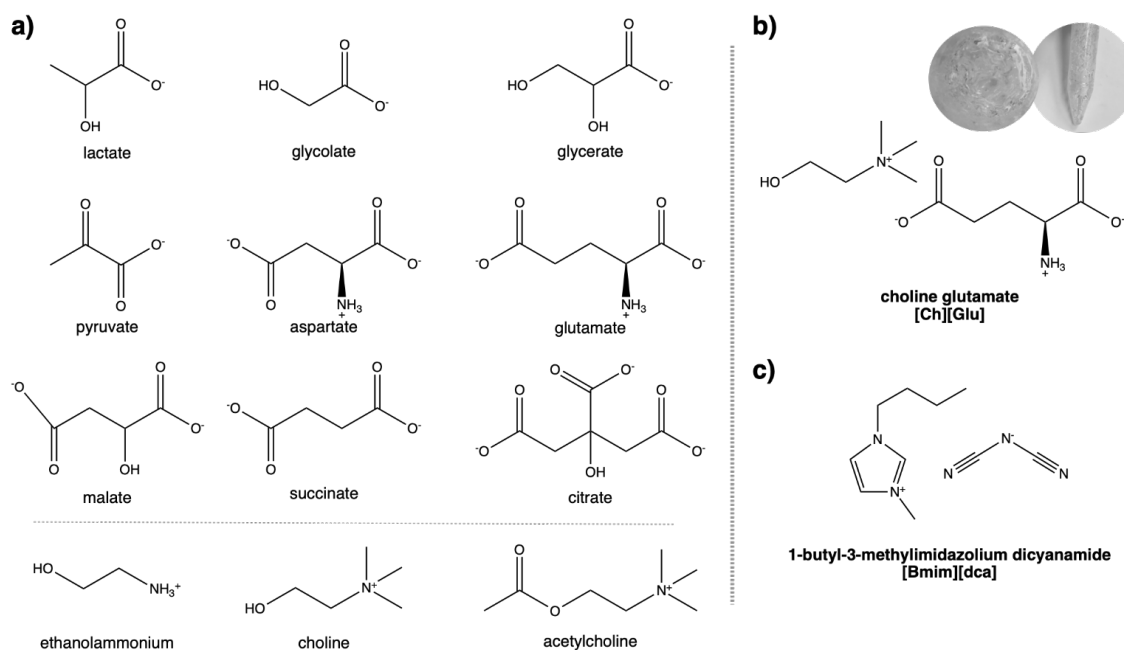 a)
O
O-
OH
lactate
O
HO
O-
glycolate
O
HO
O-
OH
glycerate
O
O-
O
pyruvate
O
-O
O-
O
NH3
+
aspartate
O
O
-O
O-
NH3
+
glutamate
O
-O
O-
O
OH
malate
O
-O
O-
O
succinate
O
O-
O
O
-O
O-
OH
citrate
HO
NH3+
ethanolammonium
N+
HO
choline
O
N+
O
acetylcholine
b)
N+
HO
O
O
-O
O-
NH3
+
choline glutamate
[Ch][Glu]
c)
N
N+
N-
N
N
1-butyl-3-methylimidazolium dicyanamide
[Bmim][dca]